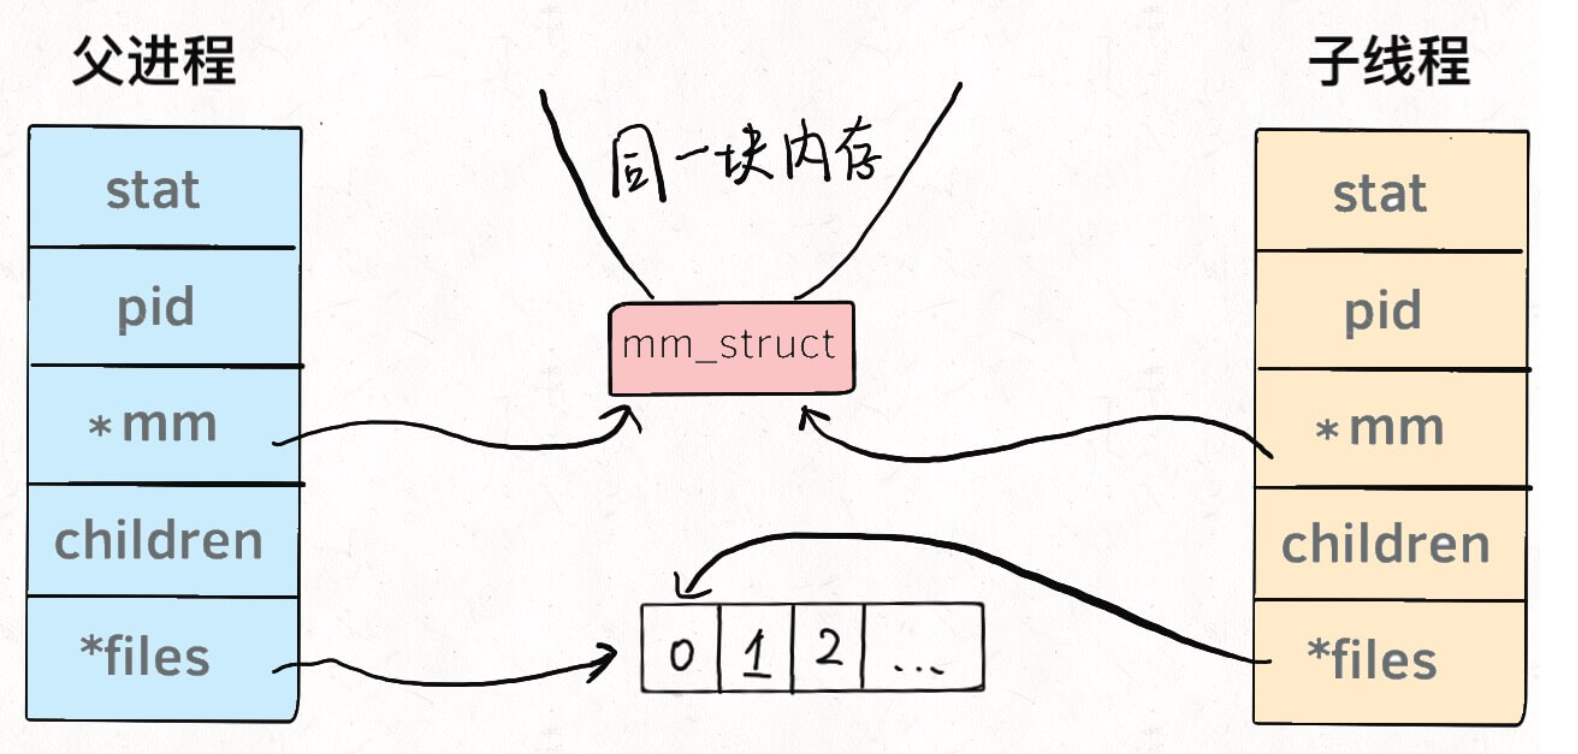 父进程
stat
pid
*mm
children
*files
同一块内存
mm_struct
0 1 2 ...
子线程
stat
pid
*mm
children
*files